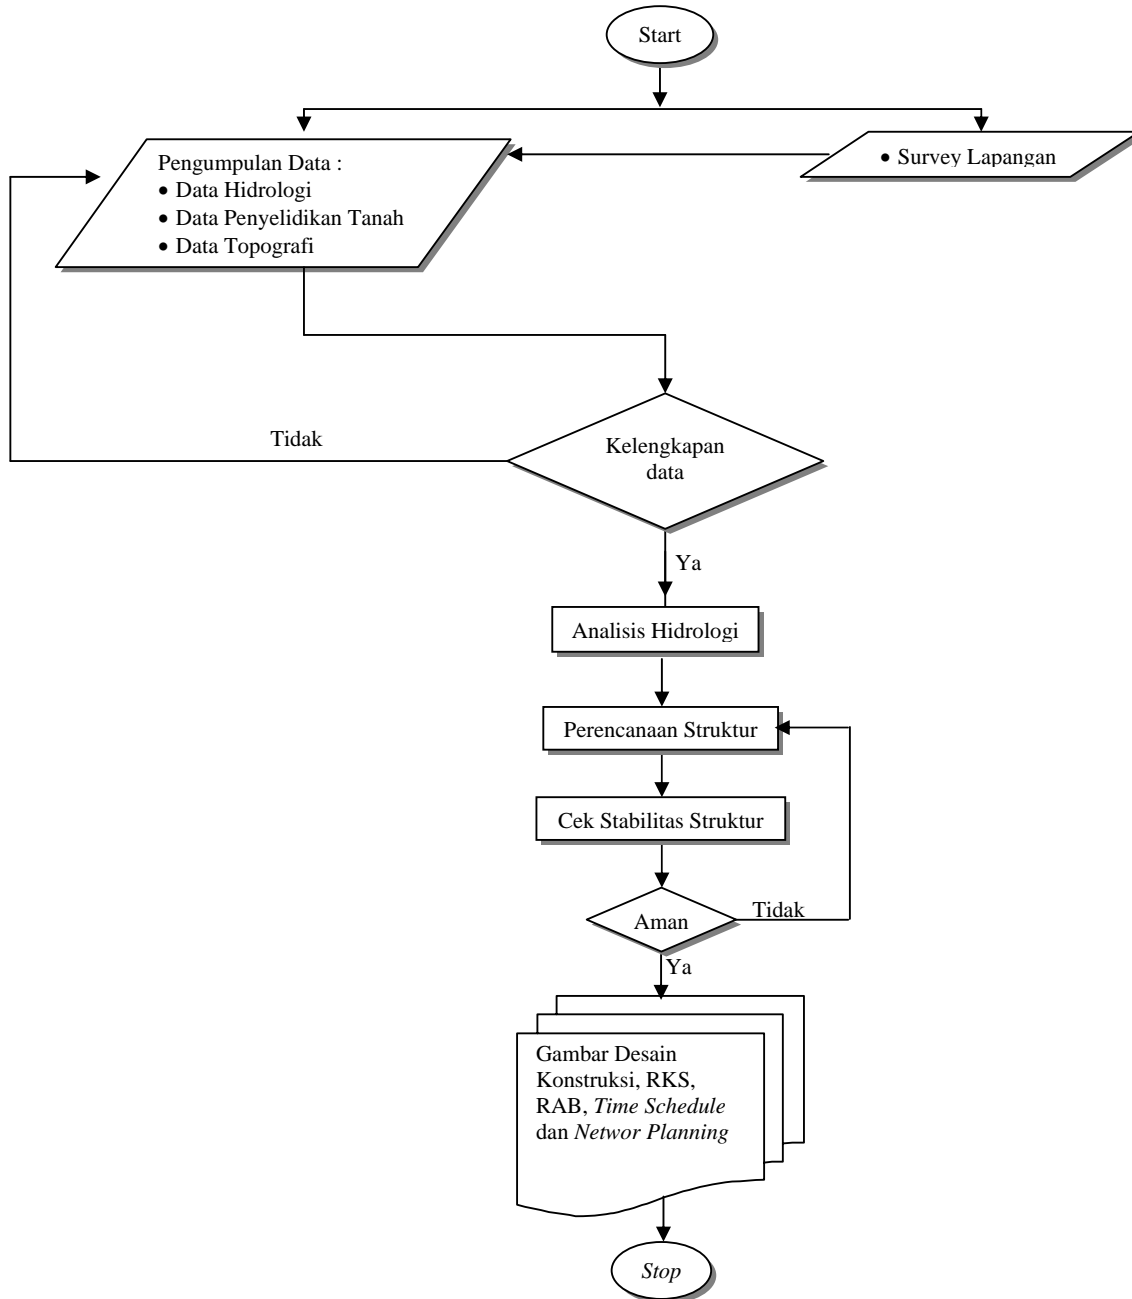 Start
Pengumpulan Data :
• Data Hidrologi
• Data Penyelidikan Tanah
• Data Topografi
• Survey Lapangan
Tidak
Kelengkapan
data
Ya
Analisis Hidrologi
Perencanaan Struktur
Cek Stabilitas Struktur
Aman
Tidak
Ya
Gambar Desain
Konstruksi, RKS,
RAB, Time Schedule
dan Networ Planning
Stop